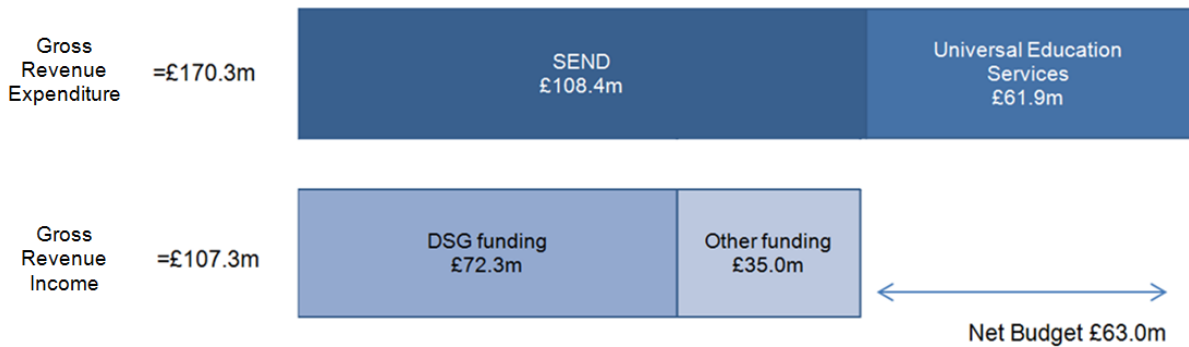 Gross
Revenue
Expenditure
=£170.3m
SEND
£108.4m
Universal Education
Services
£61.9m
Gross
Revenue
Income
=£107.3m
DSG funding
£72.3m
Other funding
£35.0m
Net Budget £63.0m